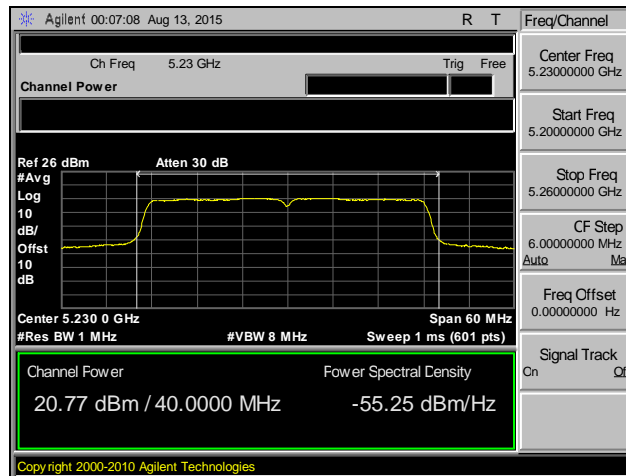 Agilent 00:07:08 Aug 13, 2015 R T Freq/Channel
Ch Freq 5.23 GHz Trig Free
Channel Power
Center Freq
5.23000000 GHz
Start Freq
5.20000000 GHz
Stop Freq
5.26000000 GHz
CF Step
6.00000000 MHz
Auto Ma
Freq Offset
0.00000000 Hz
Signal Track
On Of
Ref 26 dBm Atten 30 dB
#Avg
Log
10
dB/
Offst
10
dB
Center 5.230 0 GHz Span 60 MHz
#Res BW 1 MHz #VBW 8 MHz Sweep 1 ms (601 pts)
Channel Power Power Spectral Density
20.77 dBm / 40.0000 MHz -55.25 dBm/Hz
Copyright 2000-2010 Agilent Technologies